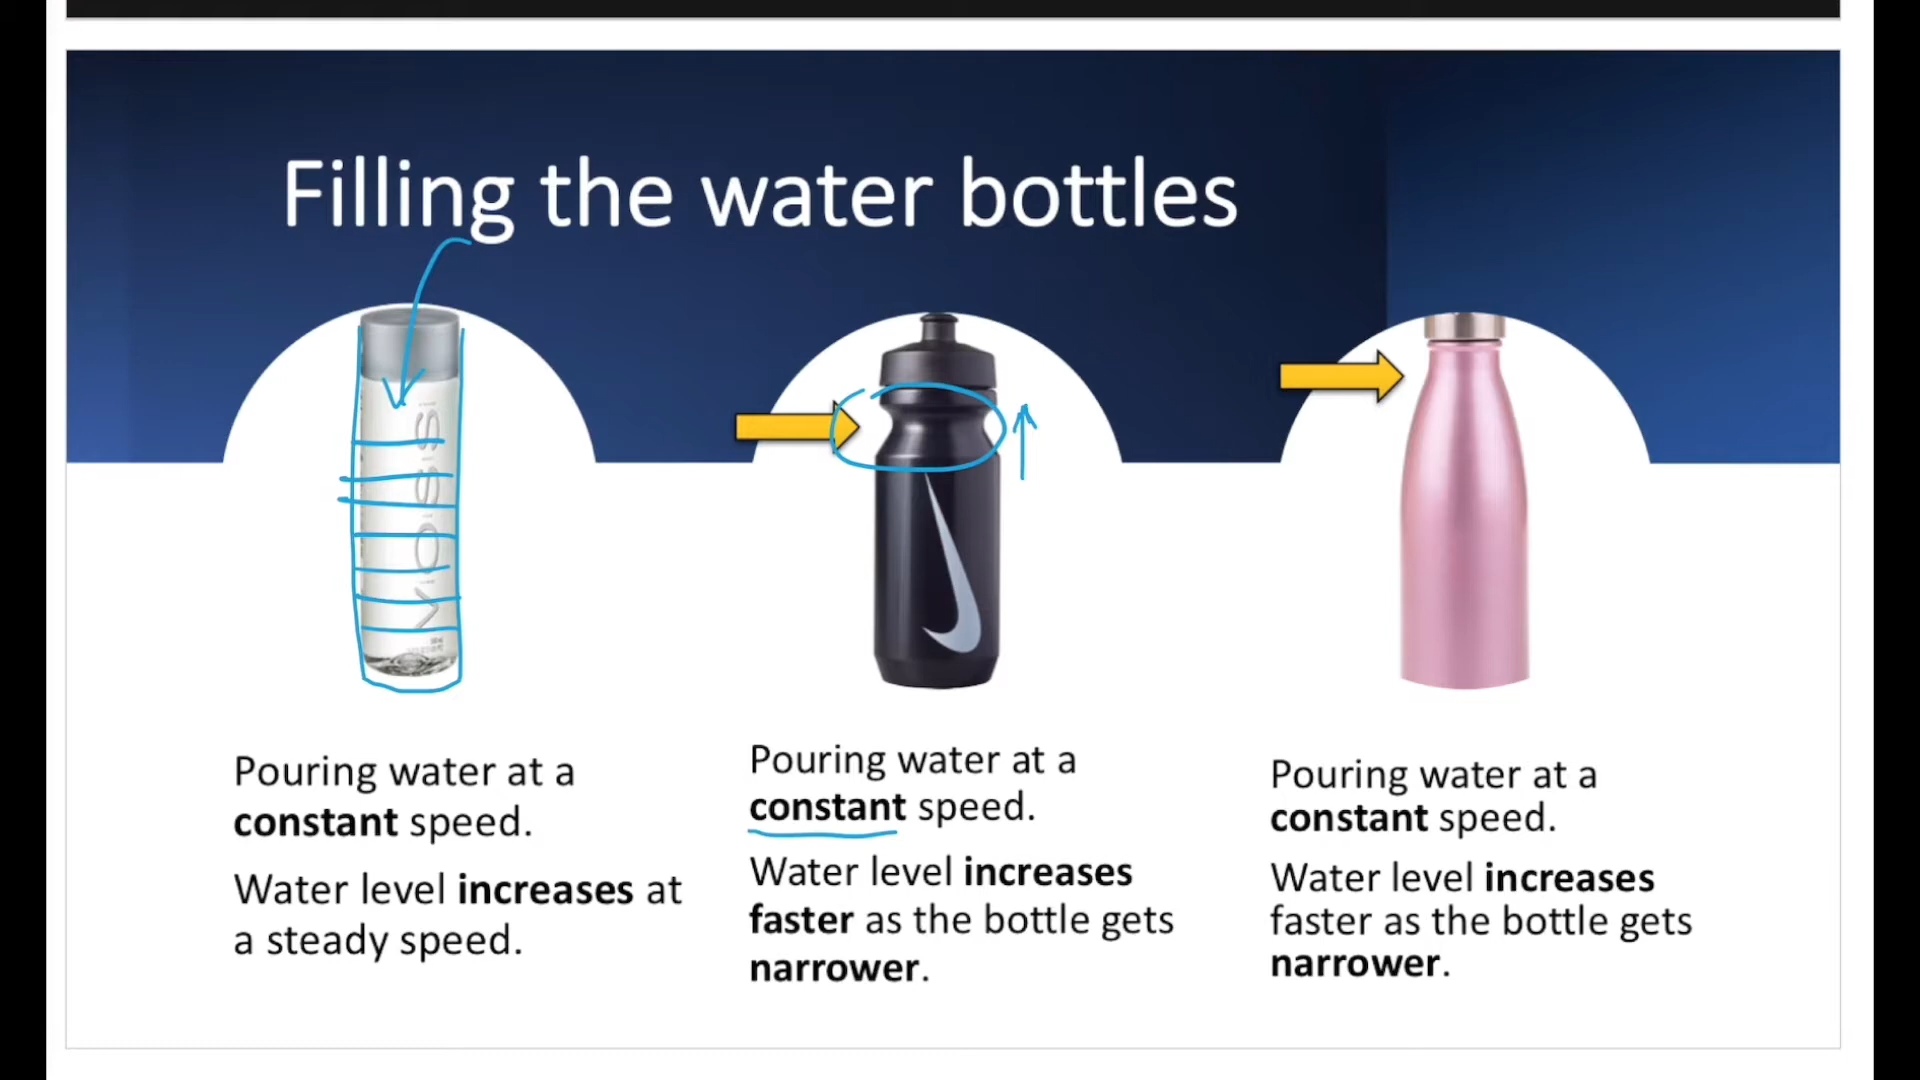 Filling the water bottles
VOSS
Pouring water at a
constant speed.
Water level increases at
a steady speed.
Pouring water at a
constant speed.
Water level increases
faster as the bottle gets
narrower.
Pouring water at a
constant speed.
Water level increases
faster as the bottle gets
narrower.